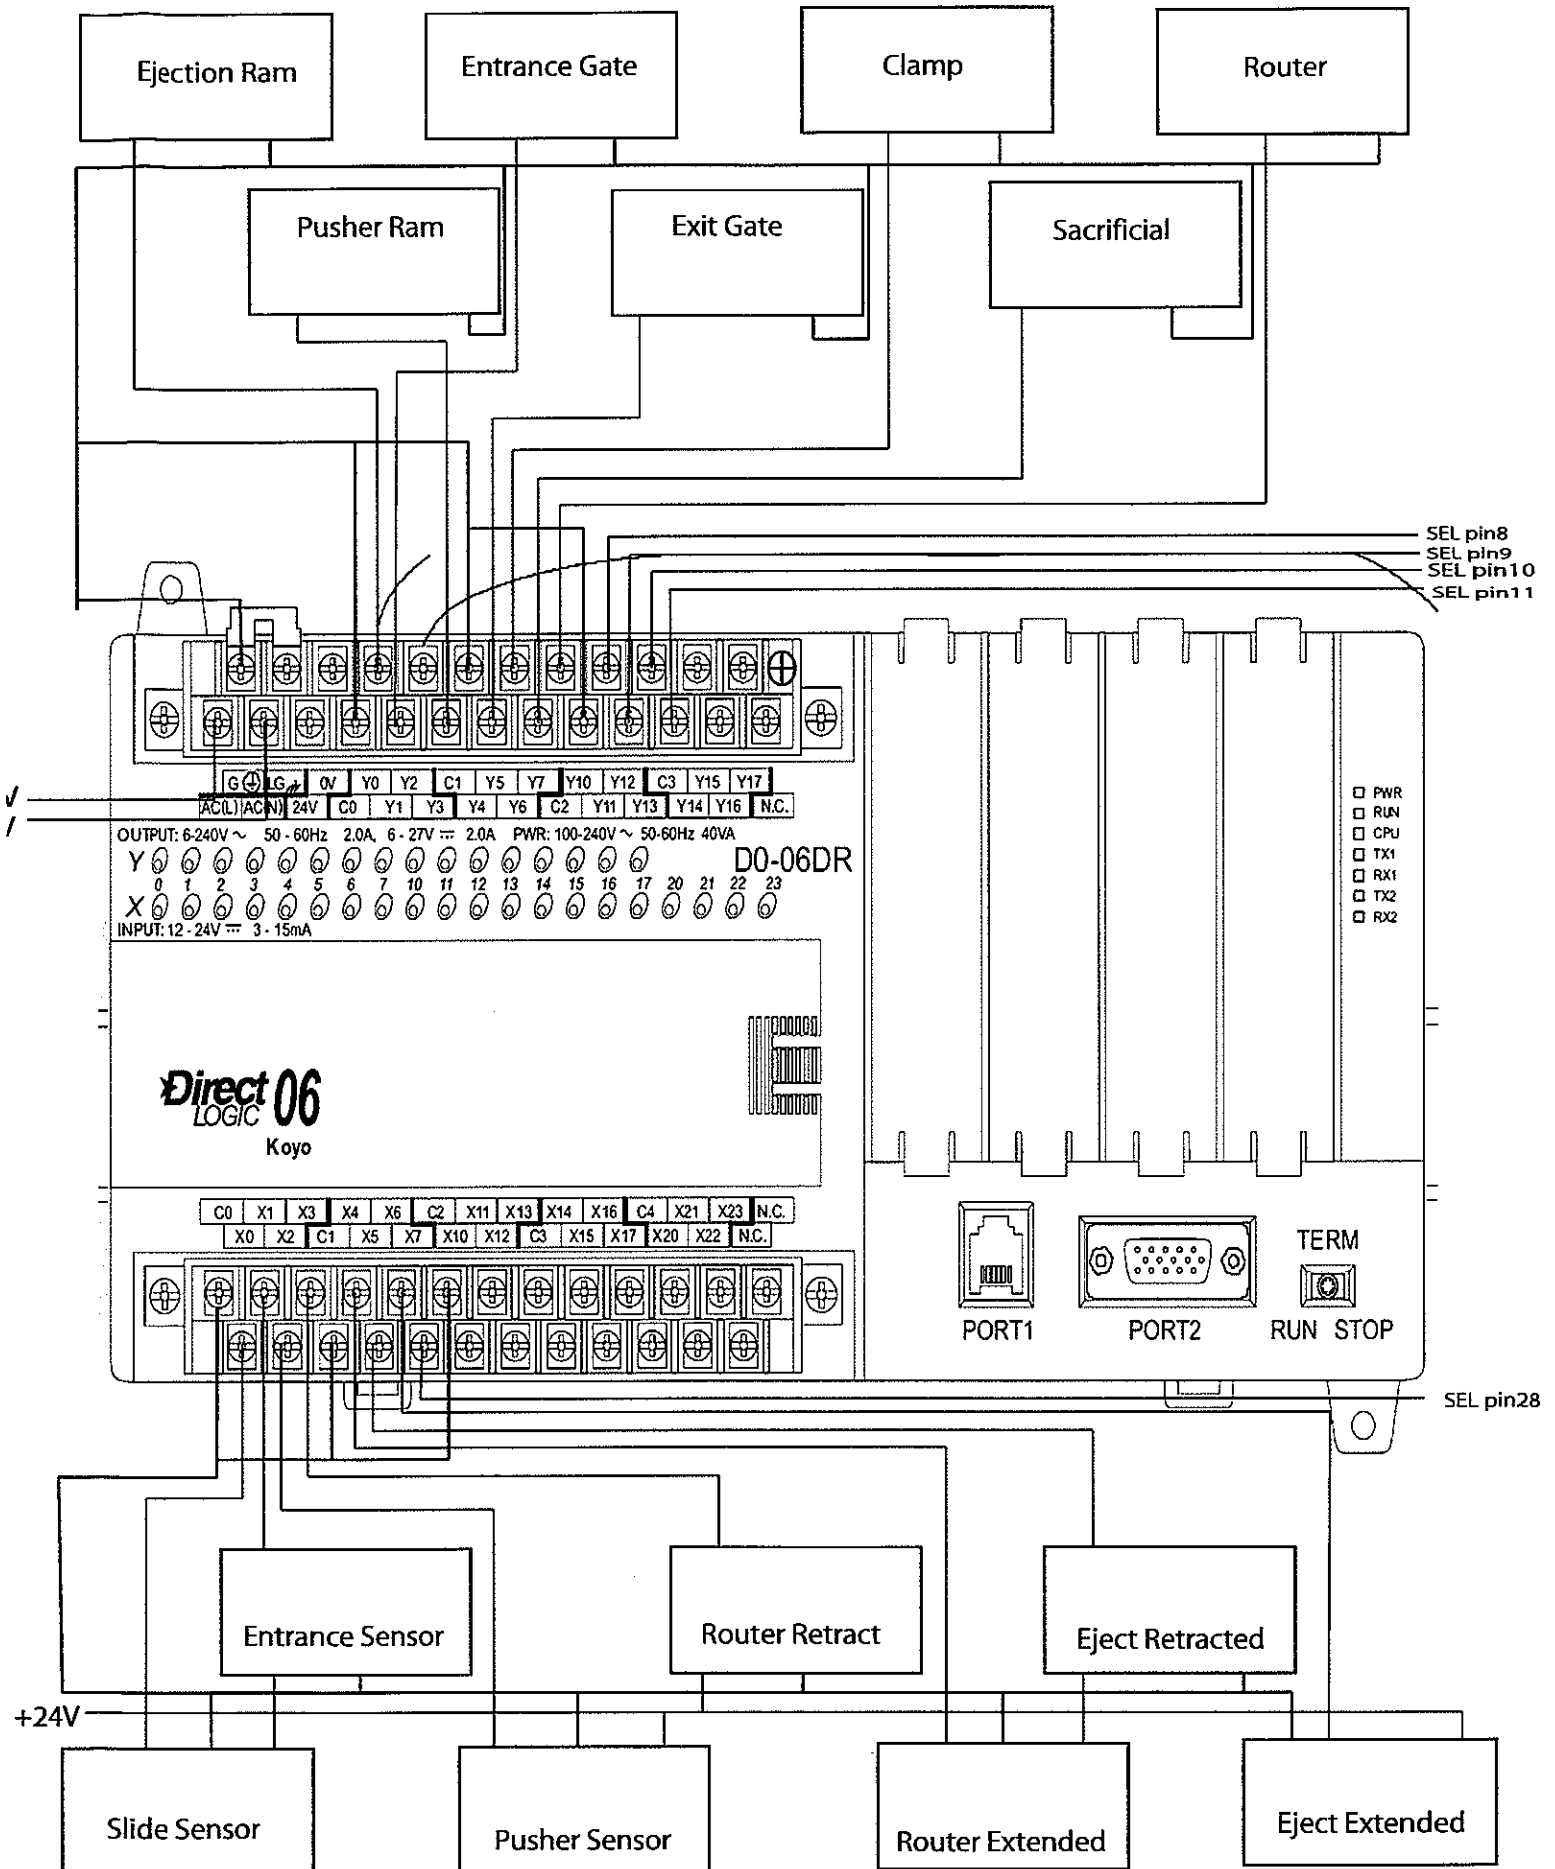 Ejection Ram
Entrance Gate
Clamp
Router
Pusher Ram
Exit Gate
Sacrificial
SEL pin8
SEL pin9
SEL pin10
SEL pin11
G LG 0V Y0 Y2 C1 Y5 Y7 Y10 Y12 C3 Y15 Y17
AC(L) AC(N) 24V C0 Y1 Y3 Y4 Y6 C2 Y11 Y13 Y14 Y16 N.C.
OUTPUT: 6-240V ~ 50 - 60Hz 2.0A, 6 - 27V ⎓ 2.0A PWR: 100-240V ~ 50-60Hz 40VA
Y
D0-06DR
0 1 2 3 4 5 6 7 10 11 12 13 14 15 16 17 20 21 22 23
X
INPUT: 12 - 24V ⎓ 3 - 15mA
PWR
RUN
CPU
TX1
RX1
TX2
RX2
Direct
LOGIC 06
Koyo
C0 X1 X3 X4 X6 C2 X11 X13 X14 X16 C4 X21 X23 N.C.
X0 X2 C1 X5 X7 X10 X12 C3 X15 X17 X20 X22 N.C.
TERM
PORT1
PORT2
RUN STOP
SEL pin28
Entrance Sensor
Router Retract
Eject Retracted
+24V
Slide Sensor
Pusher Sensor
Router Extended
Eject Extended